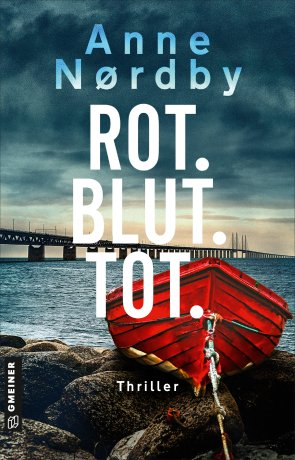 Anne
Nørdby
ROT.
BLUT.
TOT.
Thriller
GMEINER